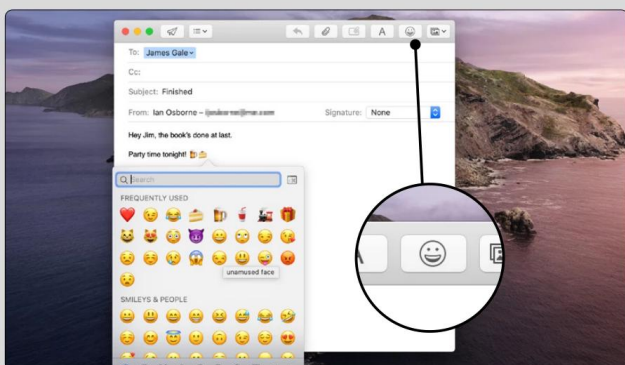 To: James Gale
Cc:
Subject: Finished
From: Ian Osborne –
Signature: None
Hey Jim, the book's done at last.
Party time tonight! 🍻🍰
Search
FREQUENTLY USED
unamused face
SMILEYS & PEOPLE